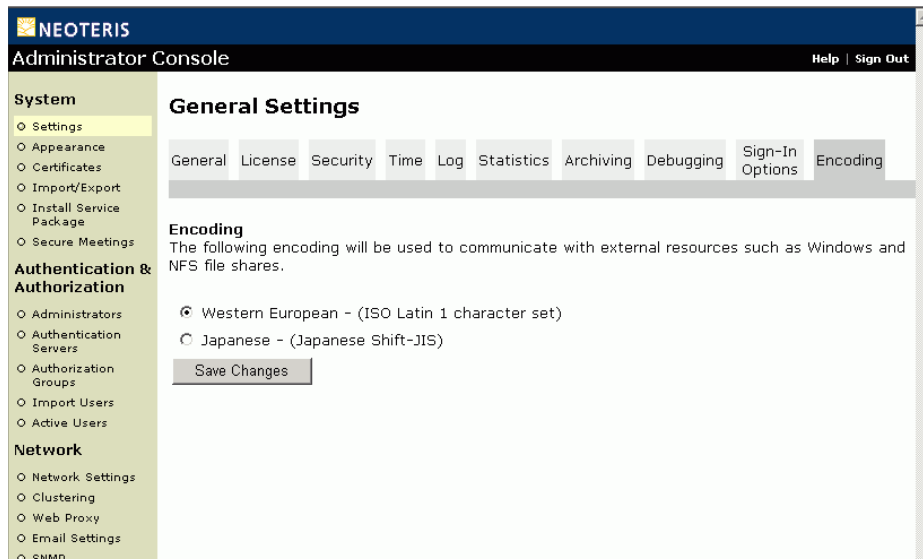 NEOTERIS
Administrator Console
Help | Sign Out
System
Settings
Appearance
Certificates
Import/Export
Install Service
Package
Secure Meetings
Authentication &
Authorization
Administrators
Authentication
Servers
Authorization
Groups
Import Users
Active Users
Network
Network Settings
Clustering
Web Proxy
Email Settings
SNMP
General Settings
General License Security Time Log Statistics Archiving Debugging Sign-In Options Encoding
Encoding
The following encoding will be used to communicate with external resources such as Windows and
NFS file shares.
Western European - (ISO Latin 1 character set)
Japanese - (Japanese Shift-JIS)
Save Changes